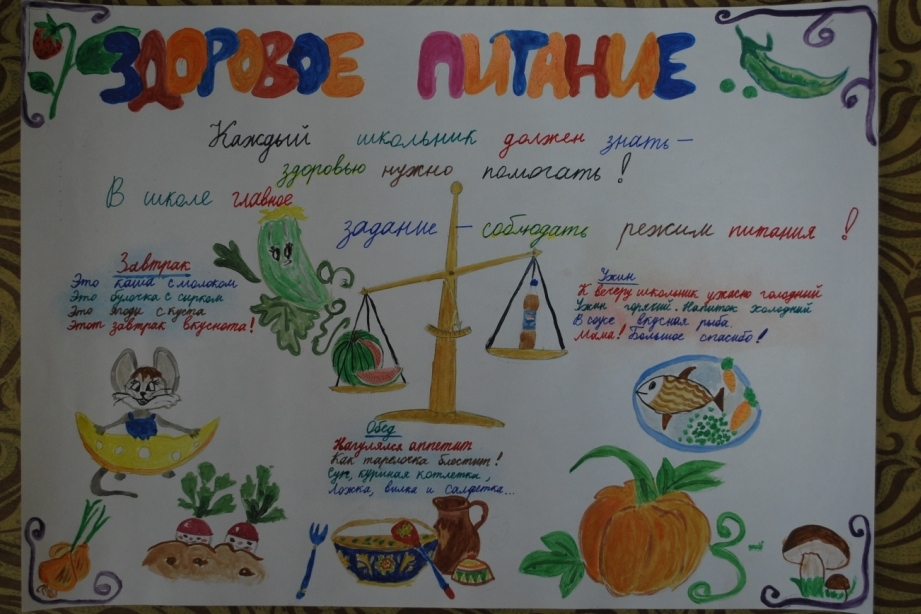 ЗДОРОВОЕ ПИТАНИЕ
Каждый школьник должен знать –
здоровью нужно помогать!
В школе главное
задание – соблюдать режим питания!
Завтрак
Это каша с молоком
Это булочка с сырком
Это ягоды с куста
Этот завтрак вкуснота!
Ужин
К вечеру школьник ужасно голодний
Ужин горячий. Напиток холодний
В соусе вкусная рыба.
Мама! Большое спасибо!
Обед
Нагулялся аппетит
Как тарелочка блестит!
Суп, куриная котлетка,
Ложка, вилка и салфетка...